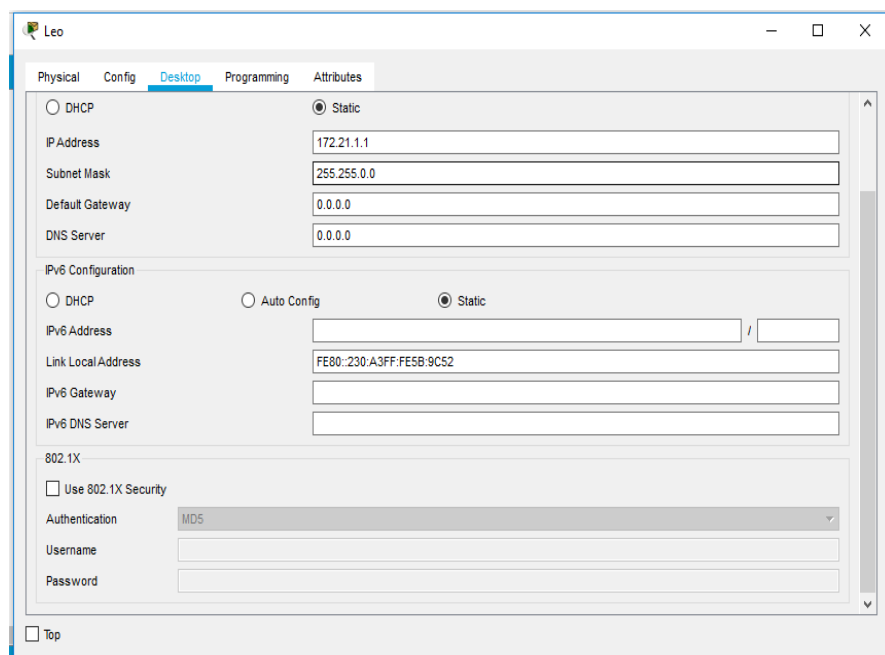 Leo
Physical Config Desktop Programming Attributes
DHCP Static
IP Address 172.21.1.1
Subnet Mask 255.255.0.0
Default Gateway 0.0.0.0
DNS Server 0.0.0.0
IPv6 Configuration
DHCP Auto Config Static
IPv6 Address /
Link Local Address FE80::230:A3FF:FE5B:9C52
IPv6 Gateway
IPv6 DNS Server
802.1X
Use 802.1X Security
Authentication MD5
Username
Password
Top